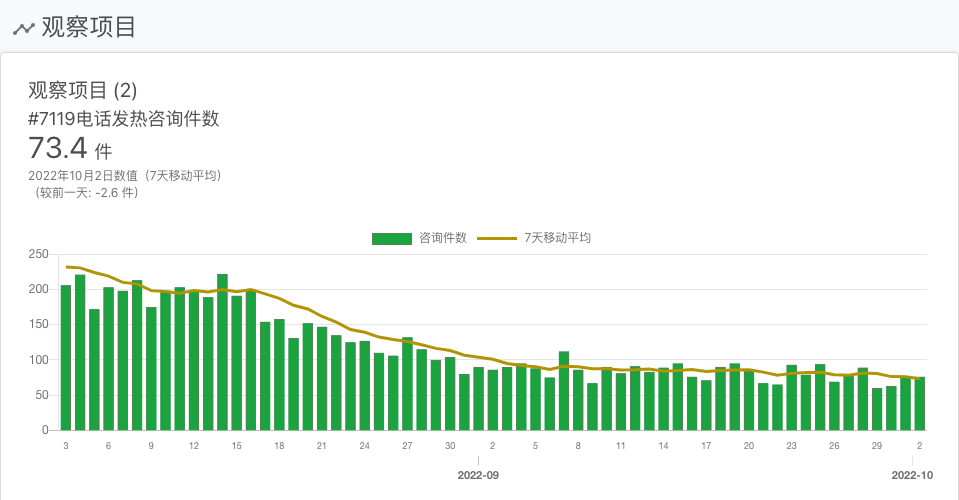 观察项目
观察项目 (2)
#7119电话发热咨询件数
73.4 件
2022年10月2日数值（7天移动平均）
（较前一天: -2.6 件）
咨询件数 7天移动平均
250
200
150
100
50
0
3 6 9 12 15 18 21 24 27 30 2 5 8 11 14 17 20 23 26 29 2
2022-09 2022-10